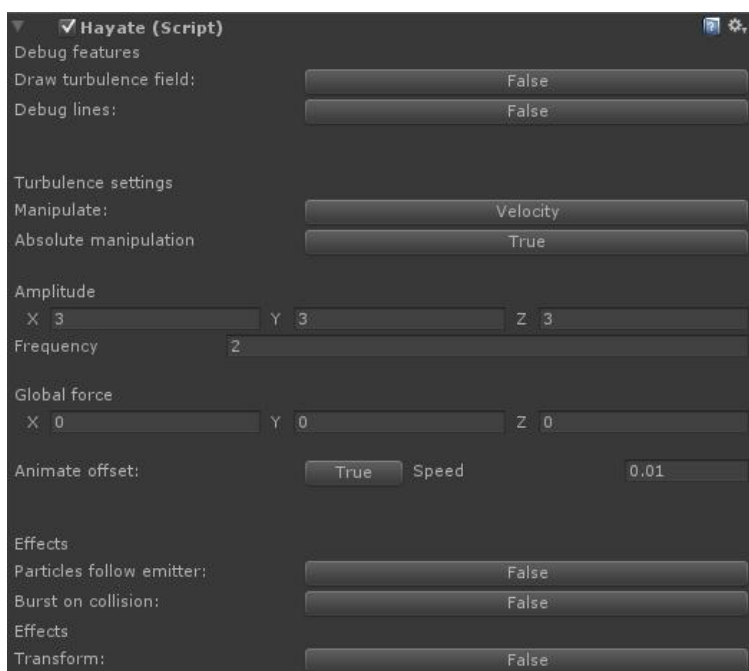 Hayate (Script)
Debug features
Draw turbulence field: False
Debug lines: False
Turbulence settings
Manipulate: Velocity
Absolute manipulation True
Amplitude
X 3 Y 3 Z 3
Frequency 2
Global force
X 0 Y 0 Z 0
Animate offset: True Speed 0.01
Effects
Particles follow emitter: False
Burst on collision: False
Effects
Transform: False